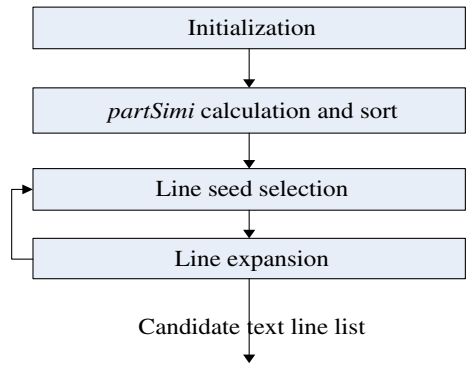 Initialization
partSimi calculation and sort
Line seed selection
Line expansion
Candidate text line list